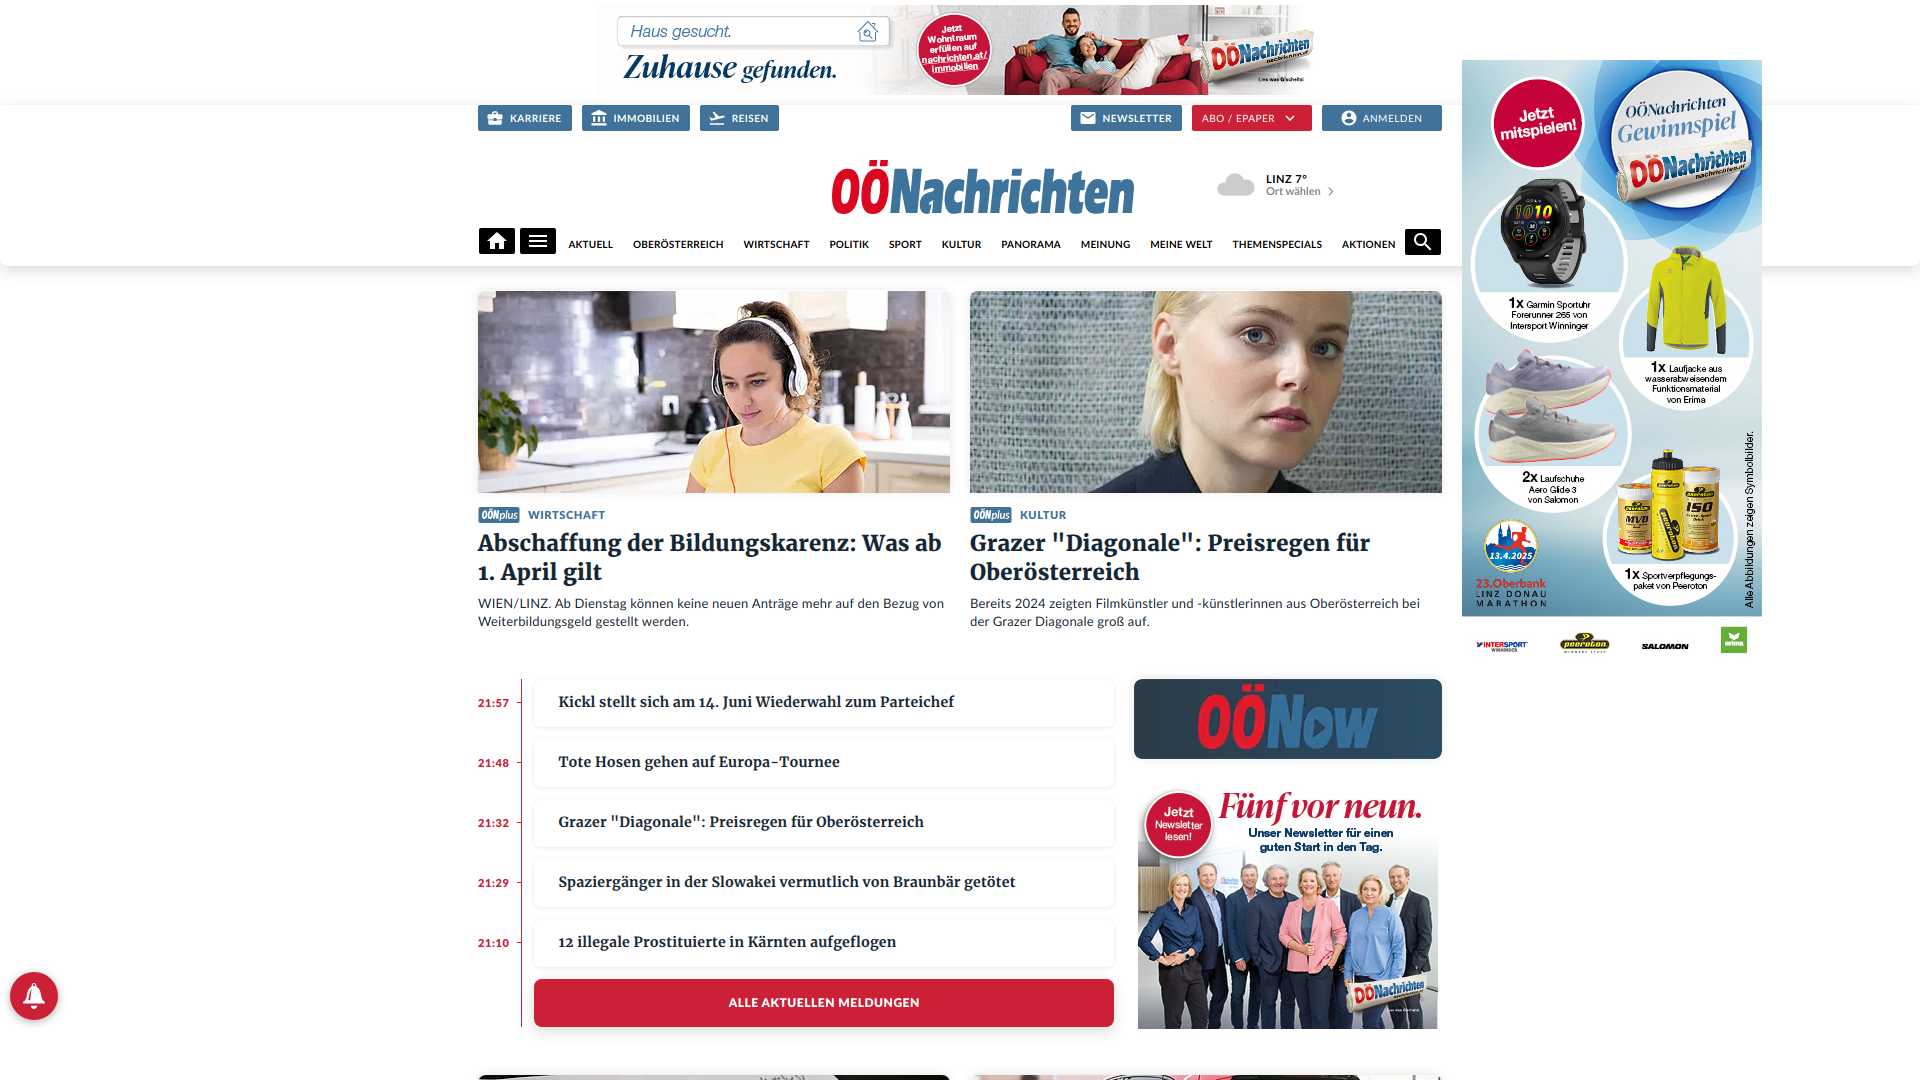 Haus gesucht.
Zuhause gefunden.
Jetzt
Wohntraum
erfüllen auf
nachrichten.at/
immobilien
OÖNachrichten
KARRIERE
IMMOBILIEN
REISEN
NEWSLETTER
ABO / EPAPER
ANMELDEN
OÖNachrichten
LINZ 7°
Ort wählen
AKTUELL
OBERÖSTERREICH
WIRTSCHAFT
POLITIK
SPORT
KULTUR
PANORAMA
MEINUNG
MEINE WELT
THEMENSPECIALS
AKTIONEN
OÖNplus WIRTSCHAFT
Abschaffung der Bildungskarenz: Was ab
1. April gilt
WIEN/LINZ. Ab Dienstag können keine neuen Anträge mehr auf den Bezug von
Weiterbildungsgeld gestellt werden.
OÖNplus KULTUR
Grazer "Diagonale": Preisregen für
Oberösterreich
Bereits 2024 zeigten Filmkünstler und -künstlerinnen aus Oberösterreich bei
der Grazer Diagonale groß auf.
21:57 Kickl stellt sich am 14. Juni Wiederwahl zum Parteichef
21:48 Tote Hosen gehen auf Europa-Tournee
21:32 Grazer "Diagonale": Preisregen für Oberösterreich
21:29 Spaziergänger in der Slowakei vermutlich von Braunbär getötet
21:10 12 illegale Prostituierte in Kärnten aufgeflogen
ALLE AKTUELLEN MELDUNGEN
OÖNow
Jetzt
Newsletter
lesen!
Fünf vor neun.
Unser Newsletter für einen
guten Start in den Tag.
OÖNachrichten
Jetzt
mitspielen!
OÖNachrichten
Gewinnspiel
OÖNachrichten
nachrichten.at
10 10
1x Garmin Sportuhr
Forerunner 265 von
Intersport Winninger
1x Laufjacke aus
wasserabweisendem
Funktionsmaterial
von Erima
2x Laufschuhe
Aero Glide 3
von Salomon
MVD
ISO
peeroton
1x Sportverpflegungs-
paket von Peeroton
13.4.2025
23.Oberbank
LINZ DONAU
MARATHON
Alle Abbildungen zeigen Symbolbilder.
INTERSPORT
WINNINGER
peeroton
SALOMON
erima